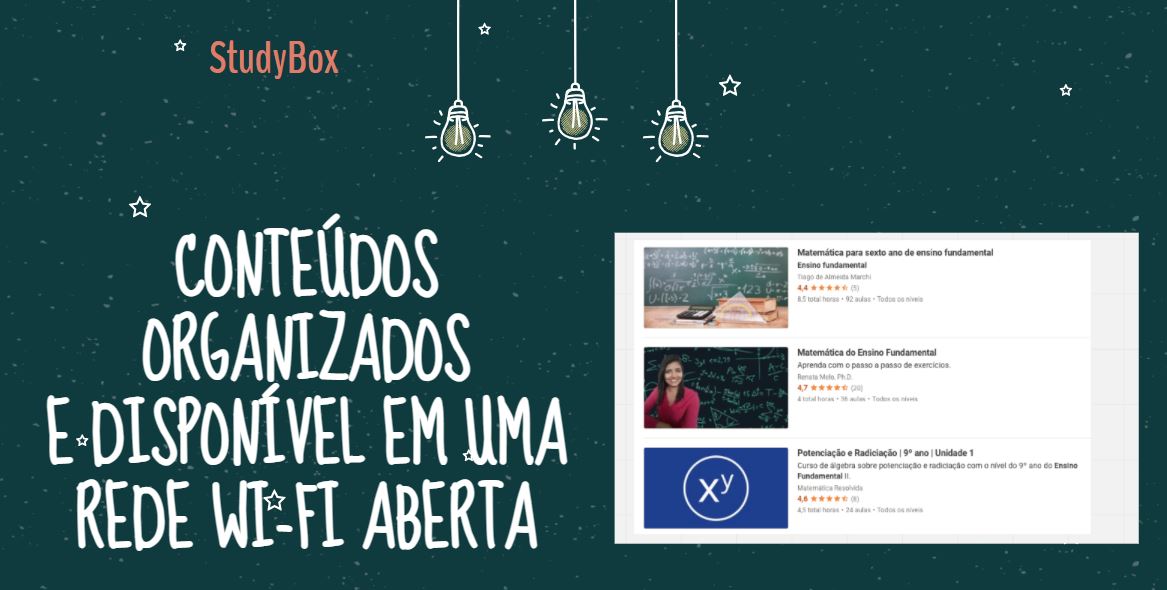 StudyBox
CONTEÚDOS
ORGANIZADOS
E DISPONÍVEL EM UMA
REDE WI-FI ABERTA
Matemática para sexto ano de ensino fundamental
Ensino fundamental
Tiago de Almeida Marchi
4,4 (5)
8.5 total horas • 92 aulas • Todos os níveis
Matemática do Ensino Fundamental
Aprenda com o passo a passo de exercícios.
Renata Melo, Ph.D.
4,7 (20)
4 total horas • 36 aulas • Todos os níveis
xy
Potenciação e Radiciação | 9º ano | Unidade 1
Curso de álgebra sobre potenciação e radiciação com o nível do 9º ano do Ensino
Fundamental II.
Matemática Resolvida
4,6 (8)
4,5 total horas • 24 aulas • Todos os níveis